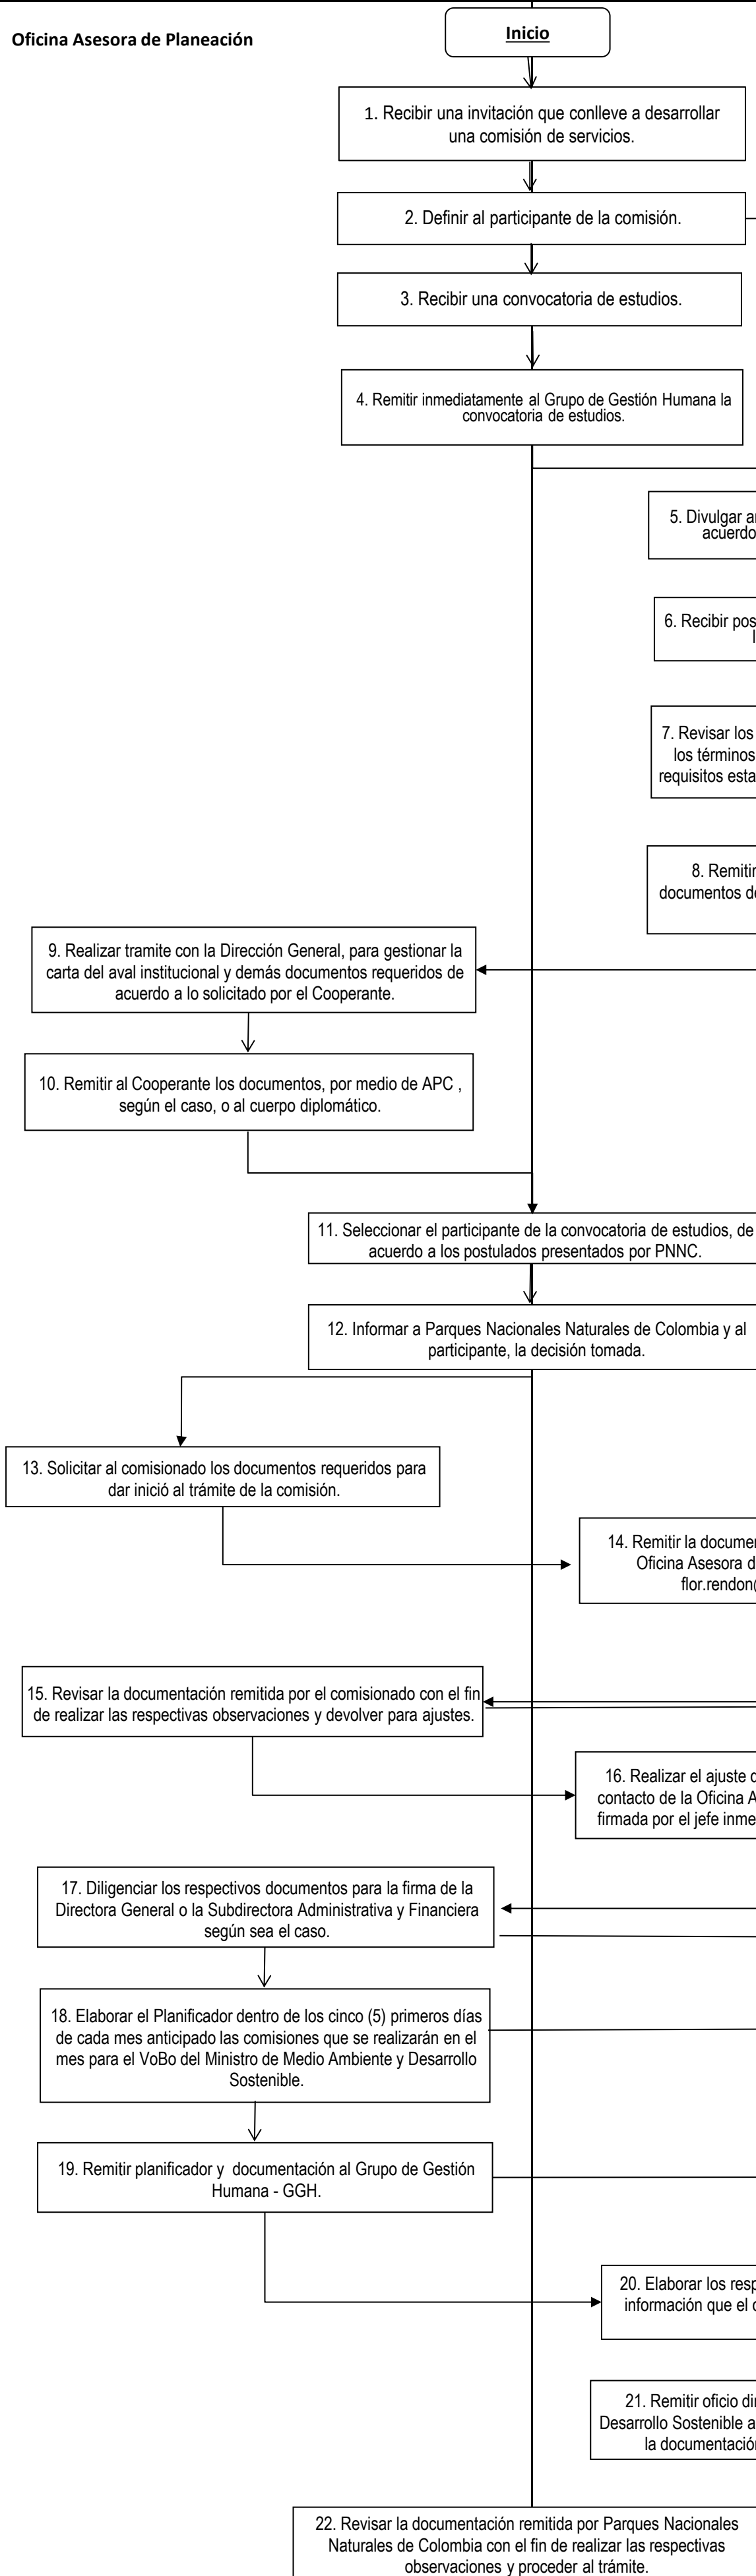 Oficina Asesora de Planeación
Inicio
1. Recibir una invitación que conlleve a desarrollar
una comisión de servicios.
2. Definir al participante de la comisión.
3. Recibir una convocatoria de estudios.
4. Remitir inmediatamente al Grupo de Gestión Humana la
convocatoria de estudios.
5. Divulgar
acuerdo
6. Recibir
7. Revisar los
los términos
requisitos
8.
documentos
9. Realizar tramite con la Dirección General, para gestionar la
carta del aval institucional y demás documentos requeridos de
acuerdo a lo solicitado por el Cooperante.
10. Remitir al Cooperante los documentos, por medio de APC ,
según el caso, o al cuerpo diplomático.
11. Seleccionar el participante de la convocatoria de estudios, de
acuerdo a los postulados presentados por PNNC.
12. Informar a Parques Nacionales Naturales de Colombia y al
participante, la decisión tomada.
13. Solicitar al comisionado los documentos requeridos para
dar inició al trámite de la comisión.
14. Remitir la
Oficina Asesora
15. Revisar la documentación remitida por el comisionado con el fin
de realizar las respectivas observaciones y devolver para ajustes.
16. Realizar el ajuste
contacto de la Oficina
firmada por el jefe
17. Diligenciar los respectivos documentos para la firma de la
Directora General o la Subdirectora Administrativa y Financiera
según sea el caso.
18. Elaborar el Planificador dentro de los cinco (5) primeros días
de cada mes anticipado las comisiones que se realizarán en el
mes para el VoBo del Ministro de Medio Ambiente y Desarrollo
Sostenible.
19. Remitir planificador y documentación al Grupo de Gestión
Humana - GGH.
20. Elaborar los
información que el
21. Remitir oficio
Desarrollo Sostenible
la
22. Revisar la documentación remitida por Parques Nacionales
Naturales de Colombia con el fin de realizar las respectivas
observaciones y proceder al trámite.